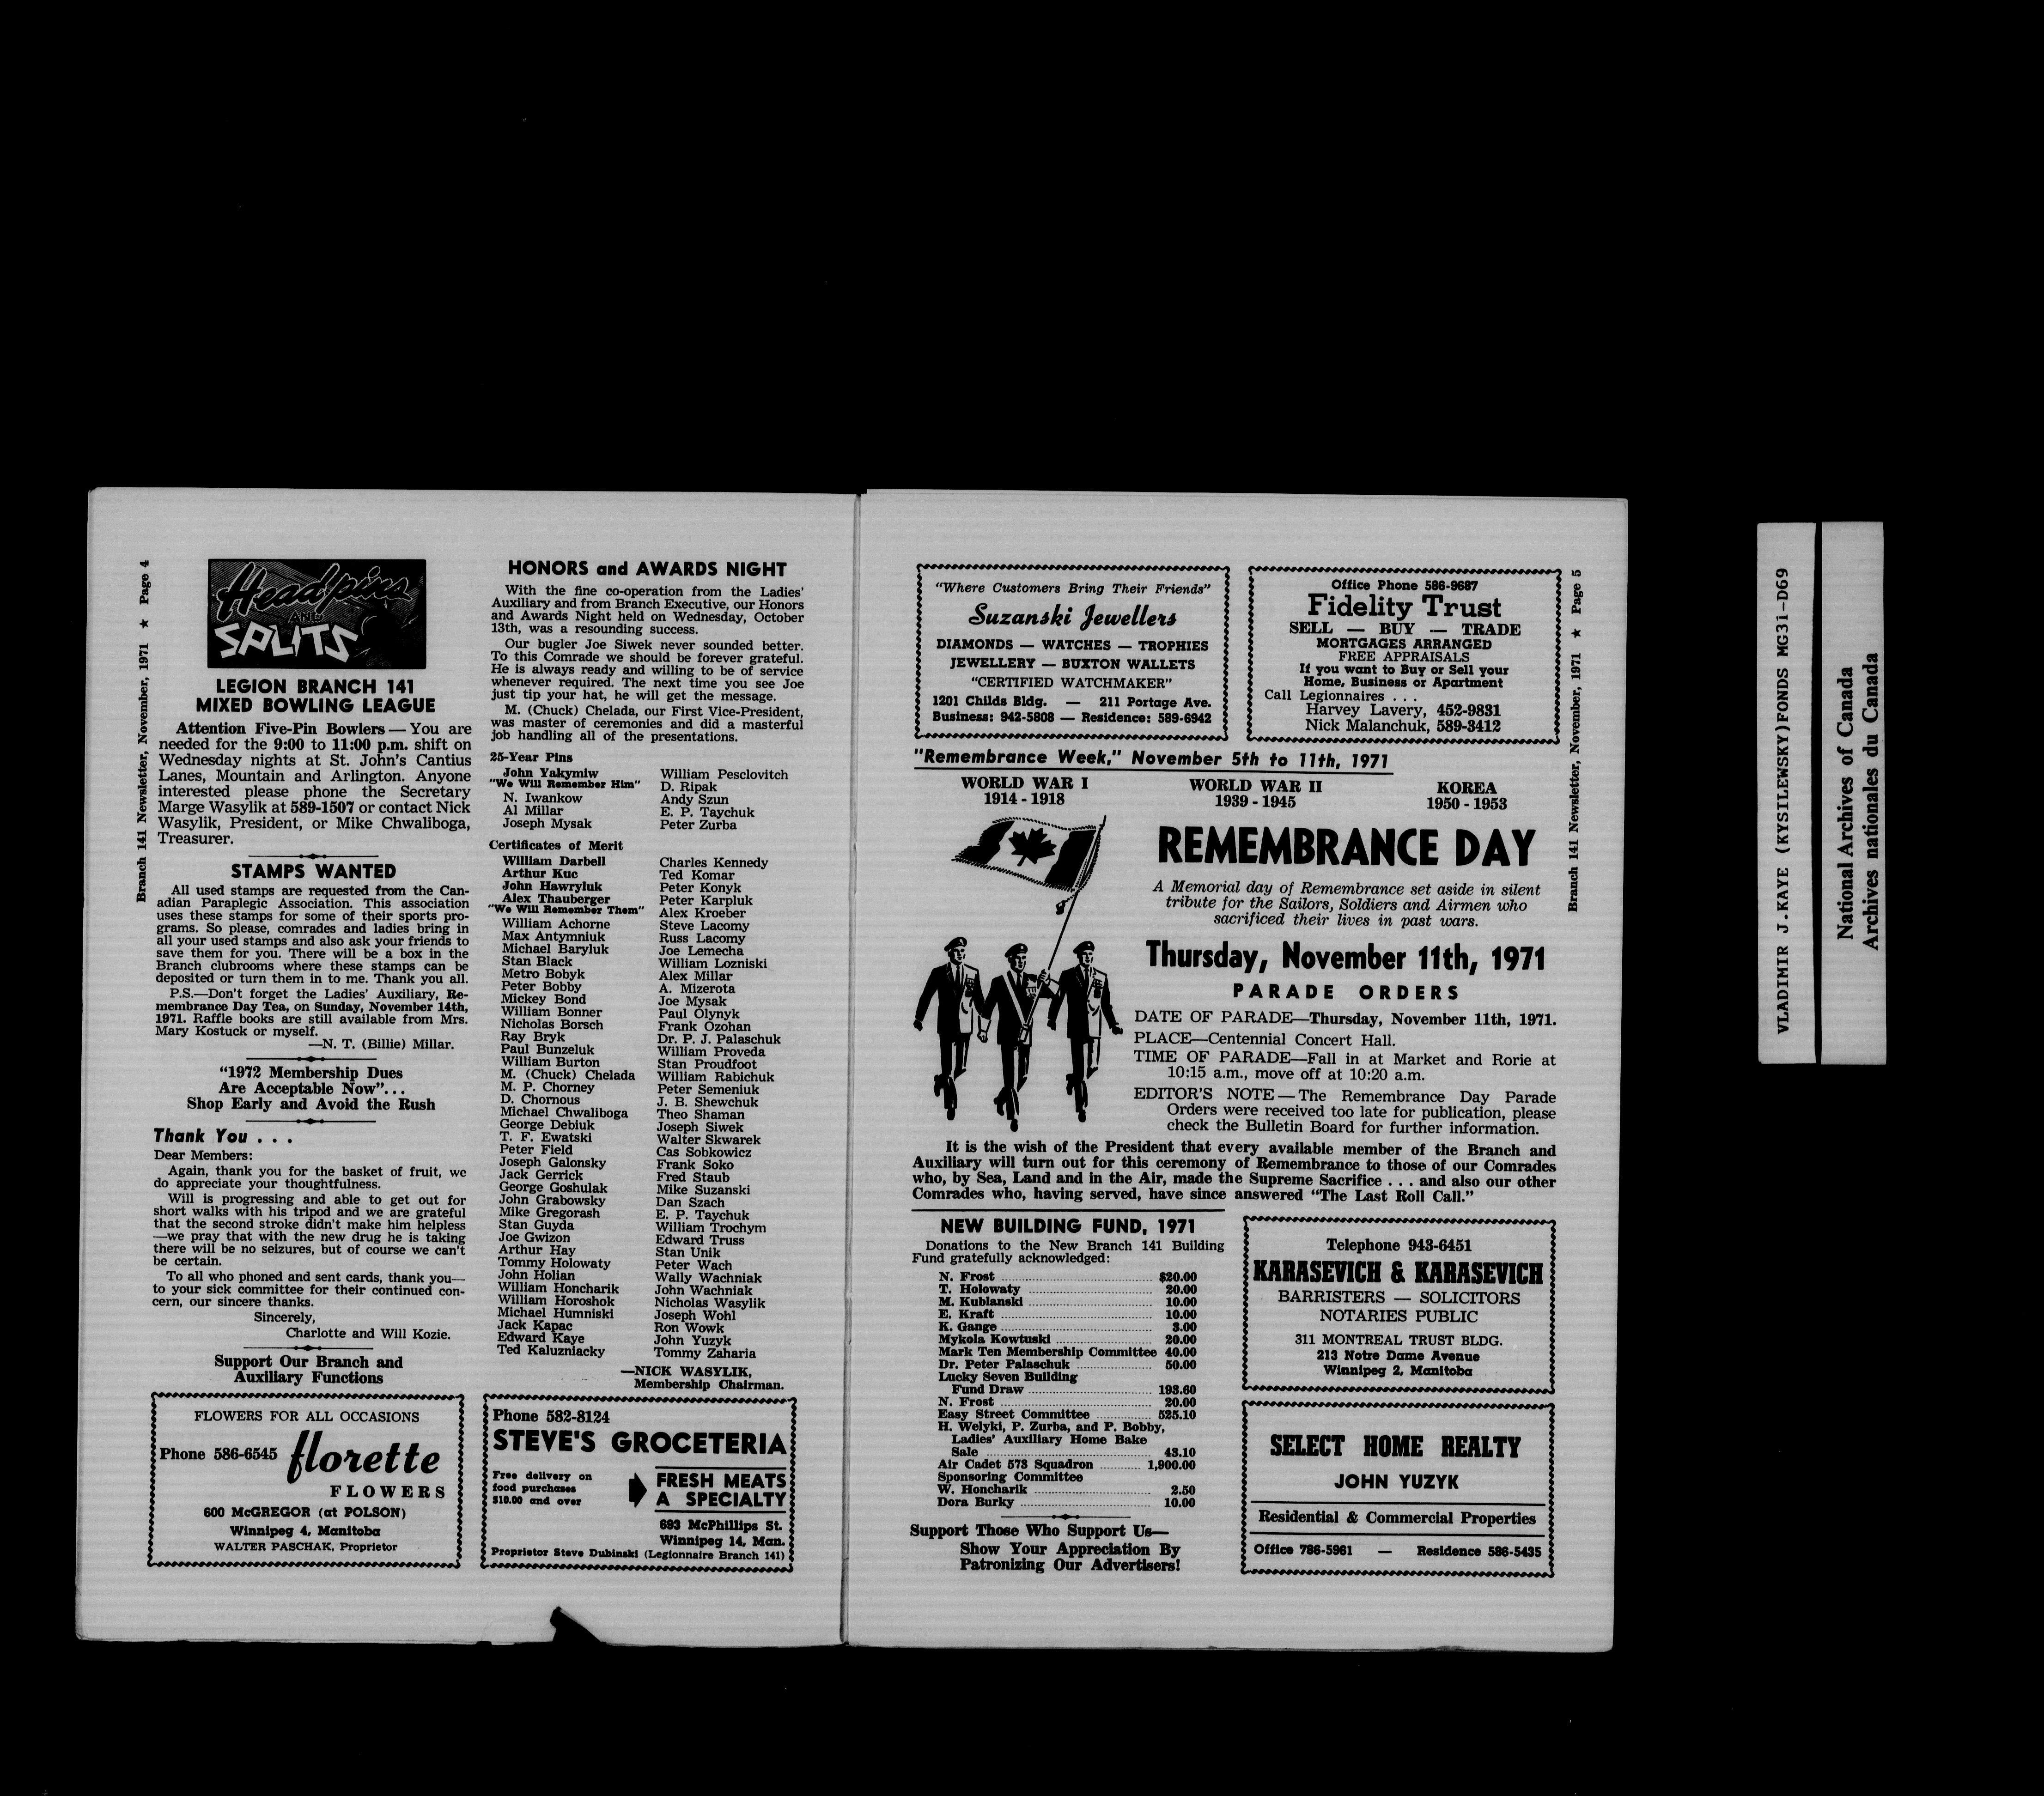 Branch 141 Newsletter, November, 1971 ★ Page 4
Headpins
AND
SPLITS
LEGION BRANCH 141
MIXED BOWLING LEAGUE
Attention Five-Pin Bowlers — You are
needed for the 9:00 to 11:00 p.m. shift on
Wednesday nights at St. John's Cantius
Lanes, Mountain and Arlington. Anyone
interested please phone the Secretary
Marge Wasylik at 589-1507 or contact Nick
Wasylik, President, or Mike Chwaliboga,
Treasurer.
STAMPS WANTED
All used stamps are requested from the Can-
adian Paraplegic Association. This association
uses these stamps for some of their sports pro-
grams. So please, comrades and ladies bring in
all your used stamps and also ask your friends to
save them for you. There will be a box in the
Branch clubrooms where these stamps can be
deposited or turn them in to me. Thank you all.
P.S.—Don't forget the Ladies' Auxiliary, Re-
membrance Day Tea, on Sunday, November 14th,
1971. Raffle books are still available from Mrs.
Mary Kostuck or myself.
—N. T. (Billie) Millar.
"1972 Membership Dues
Are Acceptable Now"...
Shop Early and Avoid the Rush
Thank You . . .
Dear Members:
Again, thank you for the basket of fruit, we
do appreciate your thoughtfulness.
Will is progressing and able to get out for
short walks with his tripod and we are grateful
that the second stroke didn't make him helpless
—we pray that with the new drug he is taking
there will be no seizures, but of course we can't
be certain.
To all who phoned and sent cards, thank you—
to your sick committee for their continued con-
cern, our sincere thanks.
Sincerely,
Charlotte and Will Kozie.
Support Our Branch and
Auxiliary Functions
FLOWERS FOR ALL OCCASIONS
Phone 586-6545 florette
FLOWERS
600 McGREGOR (at POLSON)
Winnipeg 4, Manitoba
WALTER PASCHAK, Proprietor
HONORS and AWARDS NIGHT
With the fine co-operation from the Ladies'
Auxiliary and from Branch Executive, our Honors
and Awards Night held on Wednesday, October
13th, was a resounding success.
Our bugler Joe Siwek never sounded better.
To this Comrade we should be forever grateful.
He is always ready and willing to be of service
whenever required. The next time you see Joe
just tip your hat, he will get the message.
M. (Chuck) Chelada, our First Vice-President,
was master of ceremonies and did a masterful
job handling all of the presentations.
25-Year Pins
John Yakymiw
"We Will Remember Him"
N. Iwankow
Al Millar
Joseph Mysak
William Pesclovitch
D. Ripak
Andy Szun
E. P. Taychuk
Peter Zurba
Certificates of Merit
William Darbell
Arthur Kuc
John Hawryluk
Alex Thauberger
"We Will Remember Them"
William Achorne
Max Antymniuk
Michael Baryluk
Stan Black
Metro Bobyk
Peter Bobby
Mickey Bond
William Bonner
Nicholas Borsch
Ray Bryk
Paul Bunzeluk
William Burton
M. (Chuck) Chelada
M. P. Chorney
D. Chornous
Michael Chwaliboga
George Debluk
T. F. Ewatski
Peter Field
Joseph Galonsky
Jack Gerrick
George Goshulak
John Grabowsky
Mike Gregorash
Stan Guyda
Joe Gwizon
Arthur Hay
Tommy Holowaty
John Holian
William Honcharik
William Horoshok
Michael Humniski
Jack Kapac
Edward Kaye
Ted Kaluzniacky
Charles Kennedy
Ted Komar
Peter Konyk
Peter Karpluk
Alex Kroeber
Steve Lacomy
Russ Lacomy
Joe Lemecha
William Lozniski
Alex Millar
A. Mizerota
Joe Mysak
Paul Olynyk
Frank Ozohan
Dr. P. J. Palaschuk
William Proveda
Stan Proudfoot
William Rabichuk
Peter Semeniuk
J. B. Shewchuk
Theo Shaman
Joseph Siwek
Walter Skwarek
Cas Sobkowicz
Frank Soko
Fred Staub
Mike Suzanski
Dan Szach
E. P. Taychuk
William Trochym
Edward Truss
Stan Unik
Peter Wach
Wally Wachniak
John Wachniak
Nicholas Wasylik
Joseph Wohl
Ron Wowk
John Yuzyk
Tommy Zaharia
—NICK WASYLIK,
Membership Chairman.
Phone 582-8124
STEVE'S GROCETERIA
Free delivery on
food purchases
$10.00 and over
FRESH MEATS
A SPECIALTY
693 McPhillips St.
Winnipeg 14, Man.
Proprietor Steve Dubinski (Legionnaire Branch 141)
"Where Customers Bring Their Friends"
Suzanski Jewellers
DIAMONDS — WATCHES — TROPHIES
JEWELLERY — BUXTON WALLETS
"CERTIFIED WATCHMAKER"
1201 Childs Bldg. — 211 Portage Ave.
Business: 942-5808 — Residence: 589-6942
Office Phone 586-9687
Fidelity Trust
SELL — BUY — TRADE
MORTGAGES ARRANGED
FREE APPRAISALS
If you want to Buy or Sell your
Home, Business or Apartment
Call Legionnaires . . .
Harvey Lavery, 452-9831
Nick Malanchuk, 589-3412
Branch 141 Newsletter, November, 1971 ★ Page 5
"Remembrance Week," November 5th to 11th, 1971
WORLD WAR I
1914 - 1918
WORLD WAR II
1939 - 1945
KOREA
1950 - 1953
REMEMBRANCE DAY
A Memorial day of Remembrance set aside in silent
tribute for the Sailors, Soldiers and Airmen who
sacrificed their lives in past wars.
Thursday, November 11th, 1971
PARADE ORDERS
DATE OF PARADE—Thursday, November 11th, 1971.
PLACE—Centennial Concert Hall.
TIME OF PARADE—Fall in at Market and Rorie at
10:15 a.m., move off at 10:20 a.m.
EDITOR'S NOTE — The Remembrance Day Parade
Orders were received too late for publication, please
check the Bulletin Board for further information.
It is the wish of the President that every available member of the Branch and
Auxiliary will turn out for this ceremony of Remembrance to those of our Comrades
who, by Sea, Land and in the Air, made the Supreme Sacrifice . . . and also our other
Comrades who, having served, have since answered "The Last Roll Call."
NEW BUILDING FUND, 1971
Donations to the New Branch 141 Building
Fund gratefully acknowledged:
N. Frost $20.00
T. Holowaty 20.00
M. Kublanski 10.00
E. Kraft 10.00
K. Gange 3.00
Mykola Kowtuski 20.00
Mark Ten Membership Committee 40.00
Dr. Peter Palaschuk 50.00
Lucky Seven Building
Fund Draw 193.60
N. Frost 20.00
Easy Street Committee 525.10
H. Welyki, P. Zurba, and P. Bobby,
Ladies' Auxiliary Home Bake
Sale 43.10
Air Cadet 573 Squadron 1,900.00
Sponsoring Committee
W. Honcharik 2.50
Dora Burky 10.00
Support Those Who Support Us—
Show Your Appreciation By
Patronizing Our Advertisers!
Telephone 943-6451
KARASEVICH & KARASEVICH
BARRISTERS — SOLICITORS
NOTARIES PUBLIC
311 MONTREAL TRUST BLDG.
213 Notre Dame Avenue
Winnipeg 2, Manitoba
SELECT HOME REALTY
JOHN YUZYK
Residential & Commercial Properties
Office 786-5961 — Residence 586-5435
VLADIMIR J.KAYE (KYSILEWSKY)FONDS MG31-D69
National Archives of Canada
Archives nationales du Canada